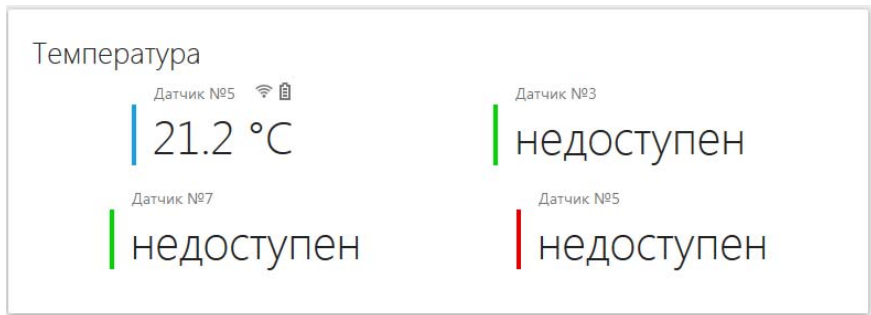 Температура
Датчик №5
Датчик №3
21.2 °C
недоступен
Датчик №7
Датчик №5
недоступен
недоступен